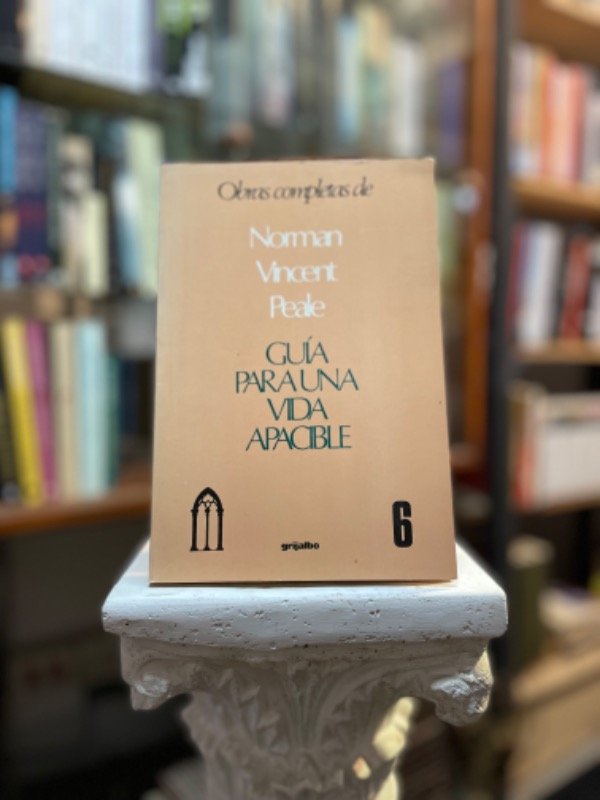 Obras completas de
Norman
Vincent
Peale
GUÍA
PARA UNA
VIDA
APACIBLE
grijalbo
6